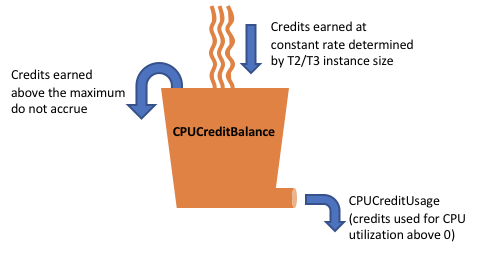 Credits earned at
constant rate determined
by T2/T3 instance size
Credits earned
above the maximum
do not accrue
CPUCreditBalance
CPUCreditUsage
(credits used for CPU
utilization above 0)